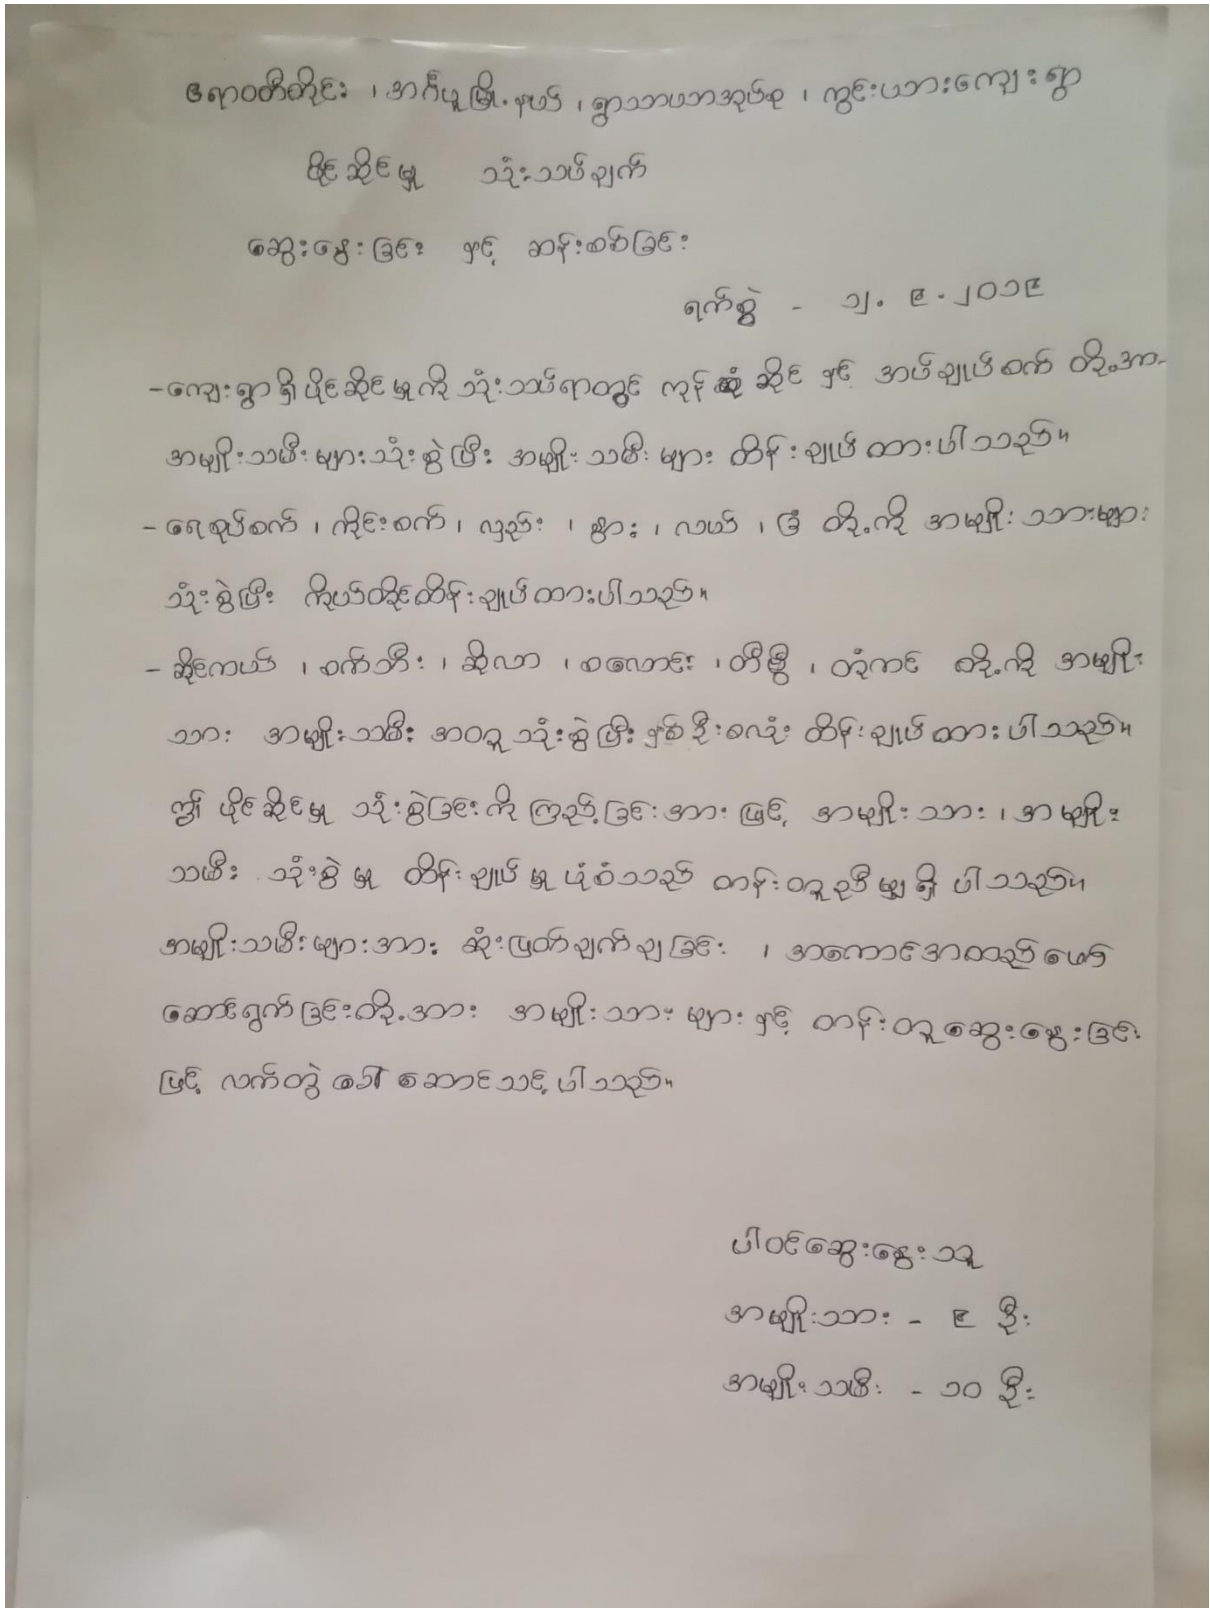 ဧရာဝတီတိုင်း ၊ အင်္ဂပူမြို့နယ် ၊ ရွာသာယာအုပ်စု ၊ ကွင်းပဘားကျေးရွာ
ပိုင်ဆိုင်မှု သုံးသပ်ချက်
ဆွေးနွေးခြင်း နှင့် ဆန်းစစ်ခြင်း
ရက်စွဲ - ၁၂.၉.၂၀၁၉
- ကျေးရွာရှိပိုင်ဆိုင်မှုကိုသုံးသပ်ရာတွင် ကုန်စုံဆိုင်နှင့် အပ်ချုပ်စက် တို့အား
အမျိုးသမီးများသုံးစွဲပြီး အမျိုးသမီးများ ထိန်းချုပ်ထားပါသည်။
- ရေစုပ်စက် ၊ ကိုင်းစက် ၊ လှည်း ၊ နွား ၊ လယ် ၊ ခြံ တို့ကို အမျိုးသားများ
သုံးစွဲပြီး ကိုယ်တိုင်ထိန်းချုပ်ထားပါသည်။
- ဆိုင်ကယ် ၊ စက်ဘီး ၊ ဆိုလာ ၊ စလောင်း ၊ တီဗွီ ၊ တုံကင် တို့ကို အမျိုး
သား အမျိုးသမီး အတူသုံးစွဲပြီး နှစ်ဦးစလုံး ထိန်းချုပ်ထားပါသည်။
ဤ ပိုင်ဆိုင်မှု သုံးစွဲခြင်းကို ကြည့်ခြင်းအားဖြင့် အမျိုးသား ၊ အမျိုး
သမီး သုံးစွဲမှု ထိန်းချုပ်မှုပုံစံသည် တန်းတူညီမျှရှိပါသည်။
အမျိုးသမီးများအား ဆုံးဖြတ်ချက်ချခြင်း ၊ အကောင်အထည်ဖော်
ဆောင်ရွက်ခြင်းတို့အား အမျိုးသားများနှင့် တန်းတူဆွေးနွေးခြင်း
ဖြင့် လက်တွဲခေါ်ဆောင်သင့်ပါသည်။
ပါဝင်ဆွေးနွေးသူ
အမျိုးသား - ၉ ဦး
အမျိုးသမီး - ၁၀ ဦး